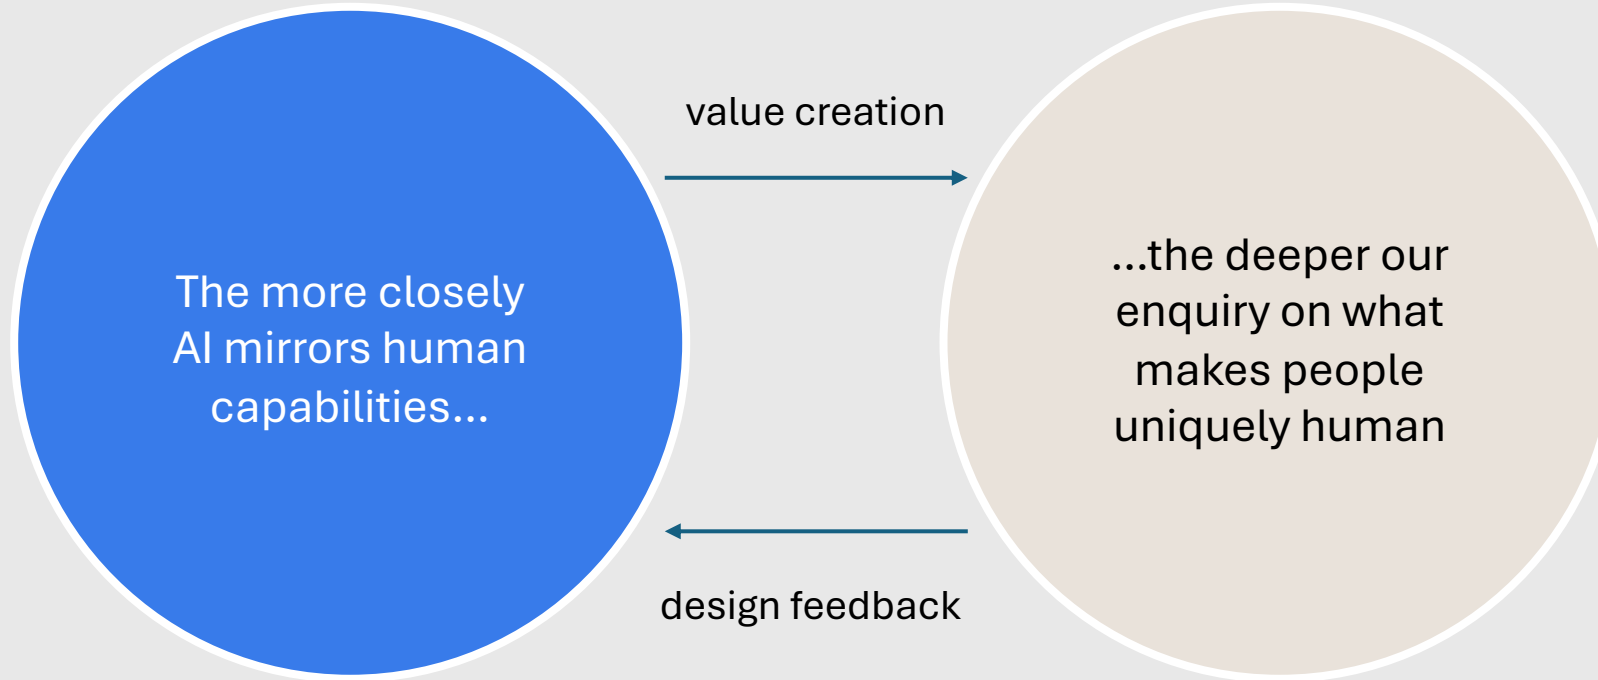 value creation
The more closely
AI mirrors human
capabilities...
...the deeper our
enquiry on what
makes people
uniquely human
design feedback